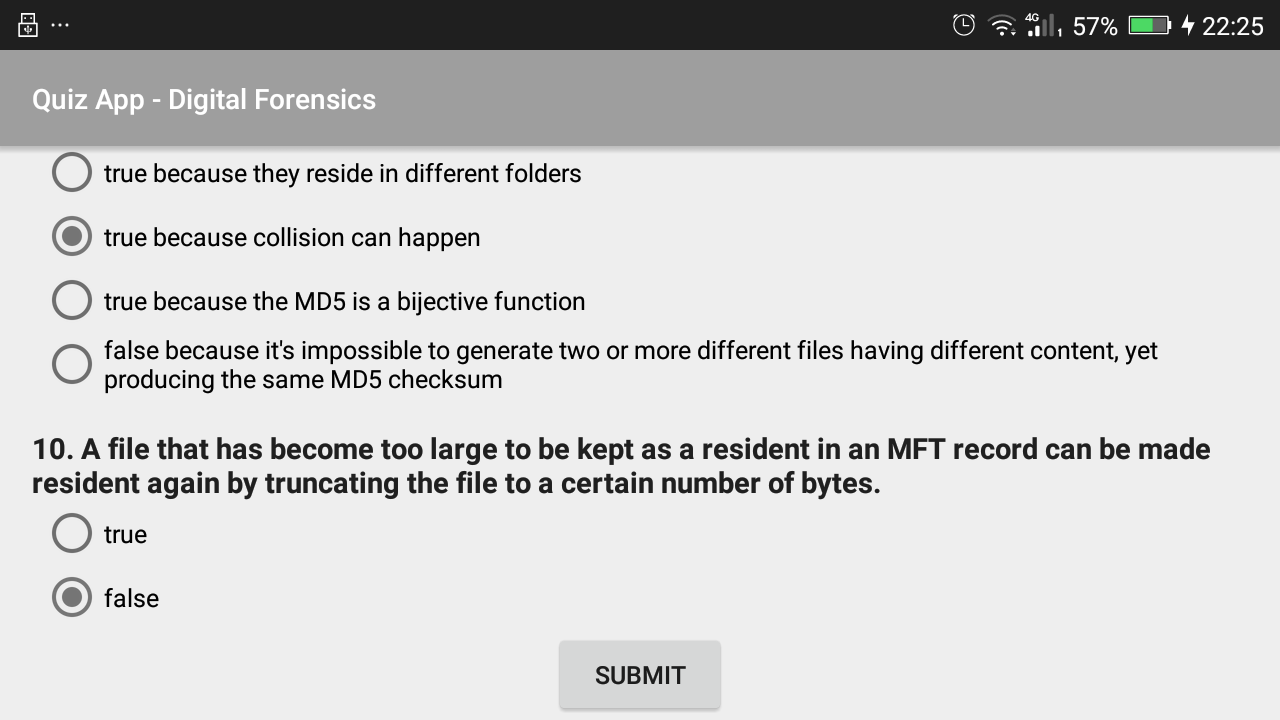 ... 4G 1 57% 22:25
Quiz App - Digital Forensics
true because they reside in different folders
true because collision can happen
true because the MD5 is a bijective function
false because it's impossible to generate two or more different files having different content, yet
producing the same MD5 checksum
10. A file that has become too large to be kept as a resident in an MFT record can be made
resident again by truncating the file to a certain number of bytes.
true
false
SUBMIT